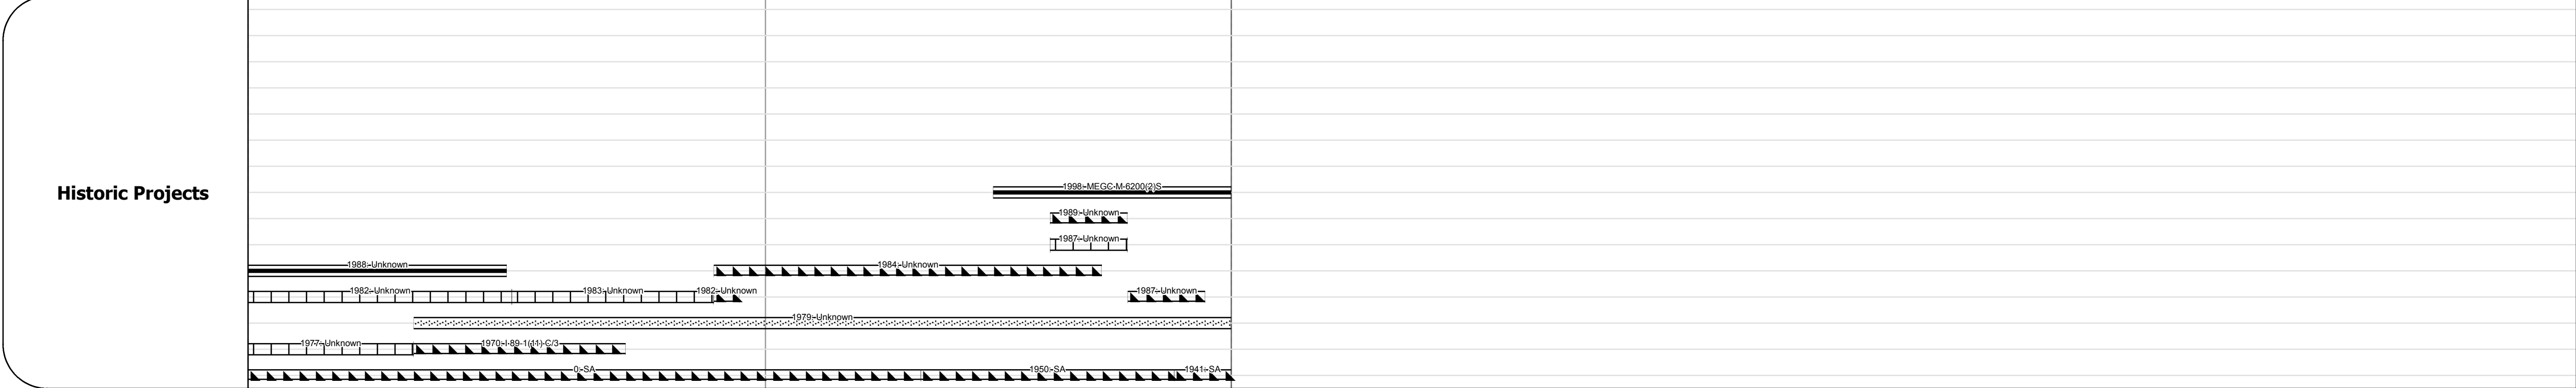 Historic Projects
1998:-MEGC-M-6200(2)S
1989:-Unknown
1987:-Unknown
1988:-Unknown
1984:-Unknown
1982:-Unknown
1983:-Unknown
1982:-Unknown
1987:-Unknown
1979:-Unknown
1977:-Unknown
1970:-I-89-1(11)-C/3
0:-SA
1950:-SA
1941:-SA